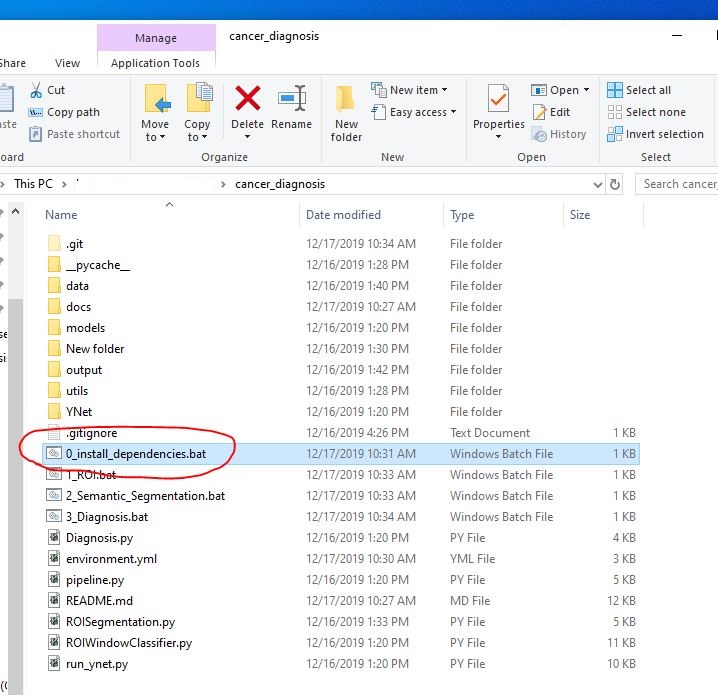 Manage cancer_diagnosis
Share View Application Tools
Cut
Copy path
Paste shortcut
Move to
Copy to
Delete
Rename
New folder
New item
Easy access
Properties
Open
Edit
History
Select all
Select none
Invert selection
Organize New Open Select
This PC cancer_diagnosis Search cancer_
Name Date modified Type Size
.git 12/17/2019 10:34 AM File folder
__pycache__ 12/16/2019 1:28 PM File folder
data 12/16/2019 1:40 PM File folder
docs 12/17/2019 10:27 AM File folder
models 12/16/2019 1:20 PM File folder
New folder 12/16/2019 1:30 PM File folder
output 12/16/2019 1:42 PM File folder
utils 12/16/2019 1:28 PM File folder
YNet 12/16/2019 1:20 PM File folder
.gitignore 12/16/2019 4:26 PM Text Document 1 KB
0_install_dependencies.bat 12/17/2019 10:31 AM Windows Batch File 1 KB
1_ROI.bat 12/17/2019 10:33 AM Windows Batch File 1 KB
2_Semantic_Segmentation.bat 12/17/2019 10:33 AM Windows Batch File 1 KB
3_Diagnosis.bat 12/17/2019 10:34 AM Windows Batch File 1 KB
Diagnosis.py 12/16/2019 1:20 PM PY File 4 KB
environment.yml 12/17/2019 10:30 AM YML File 3 KB
pipeline.py 12/16/2019 1:20 PM PY File 5 KB
README.md 12/17/2019 10:27 AM MD File 12 KB
ROISegmentation.py 12/16/2019 1:33 PM PY File 5 KB
ROIWindowClassifier.py 12/16/2019 1:20 PM PY File 11 KB
run_ynet.py 12/16/2019 1:20 PM PY File 4 KB